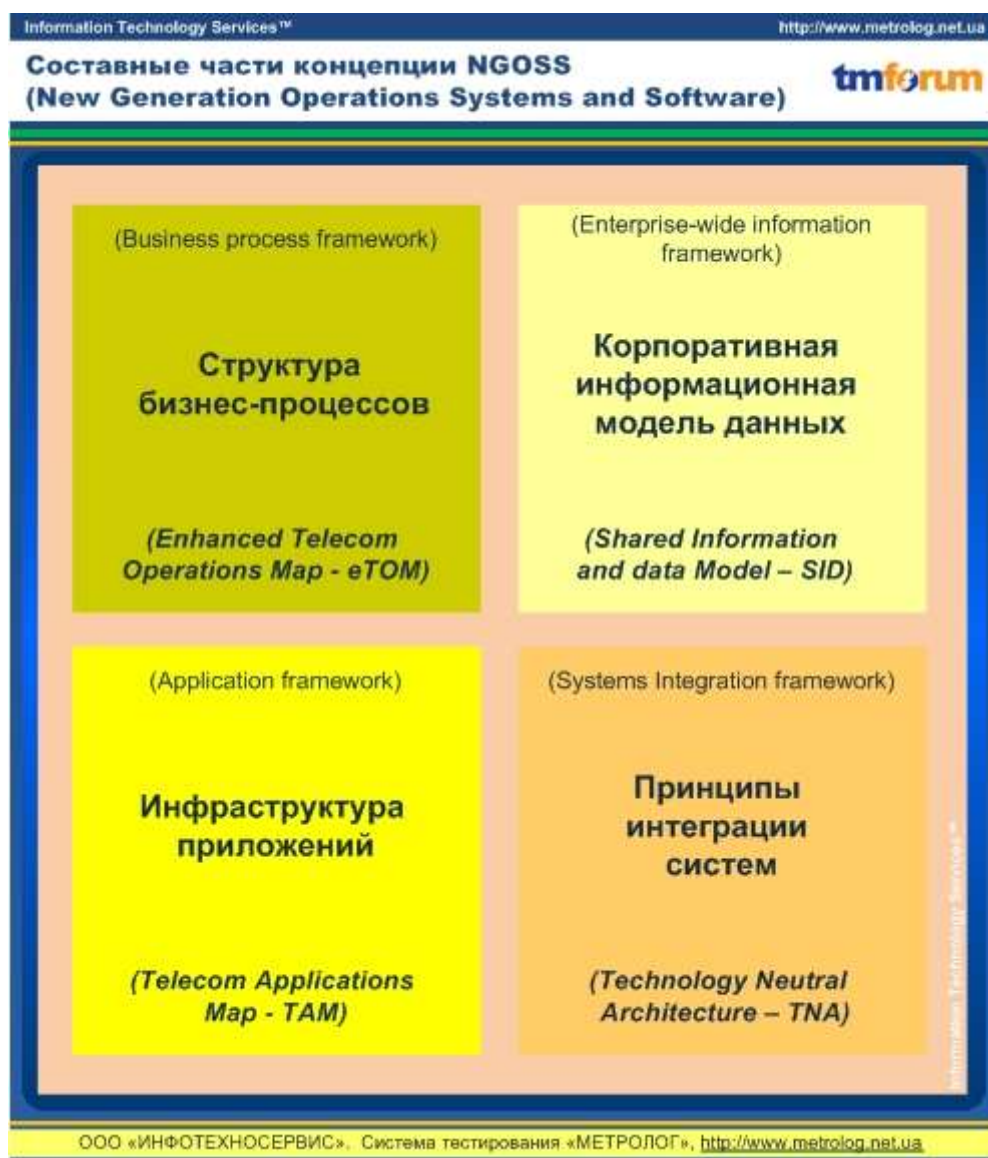 Information Technology Services™
http://www.metrolog.net.ua
Составные части концепции NGOSS
(New Generation Operations Systems and Software)
tmforum
(Business process framework)
Структура
бизнес-процессов
(Enhanced Telecom
Operations Map - eTOM)
(Enterprise-wide information
framework)
Корпоративная
информационная
модель данных
(Shared Information
and data Model – SID)
(Application framework)
Инфраструктура
приложений
(Telecom Applications
Map - TAM)
(Systems Integration framework)
Принципы
интеграции
систем
(Technology Neutral
Architecture – TNA)
Information Technology Services™
ООО «ИНФОТЕХНОСЕРВИС». Система тестирования «МЕТРОЛОГ», http://www.metrolog.net.ua